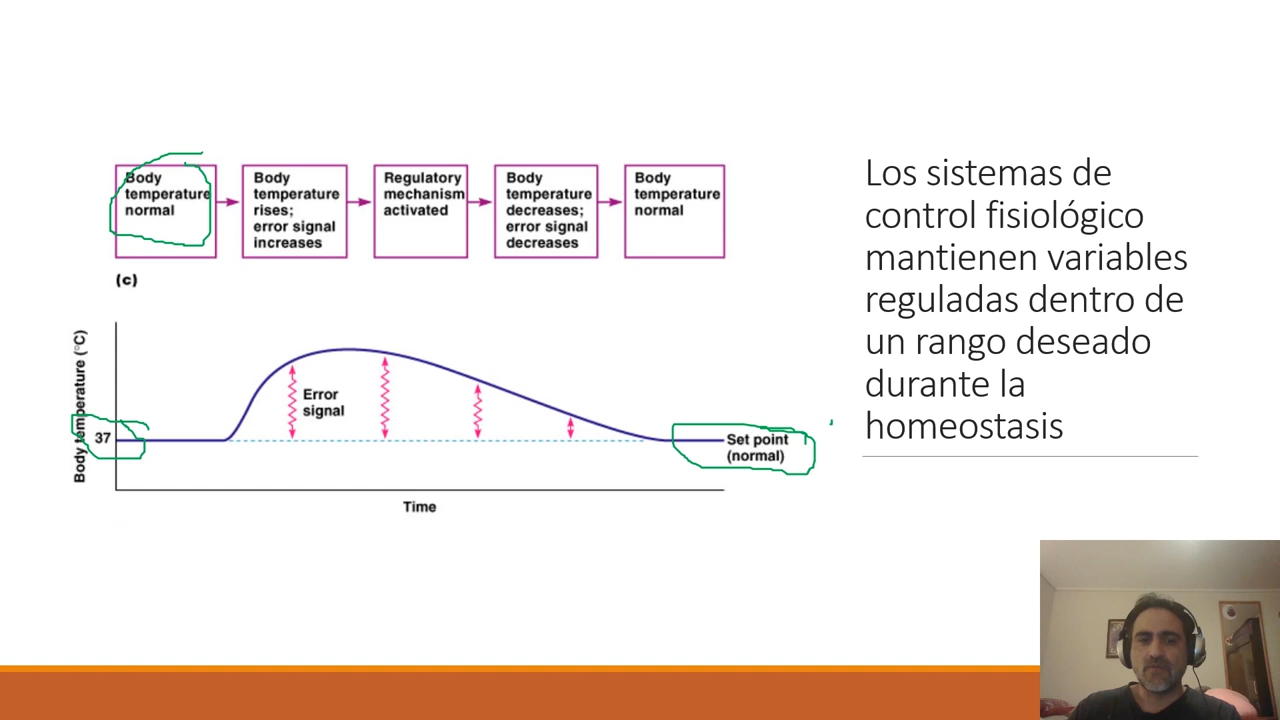 Body
temperature
normal
Body
temperature
rises;
error signal
increases
Regulatory
mechanism
activated
Body
temperature
decreases;
error signal
decreases
Body
temperature
normal
(c)
Body temperature (°C)
37
Error
signal
Set point
(normal)
Time
Los sistemas de
control fisiológico
mantienen variables
reguladas dentro de
un rango deseado
durante la
homeostasis